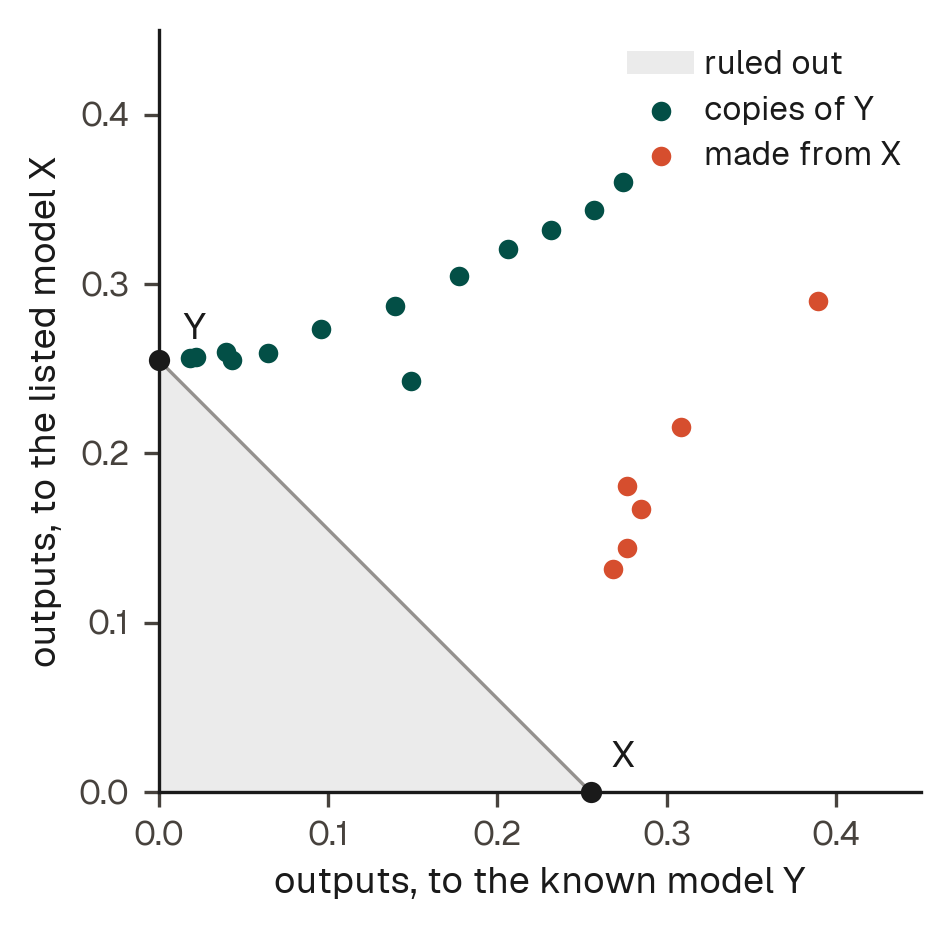 ruled out
copies of Y
made from X
outputs, to the listed model X
0.4
0.3
0.2
0.1
0.0
Y
X
0.0 0.1 0.2 0.3 0.4
outputs, to the known model Y